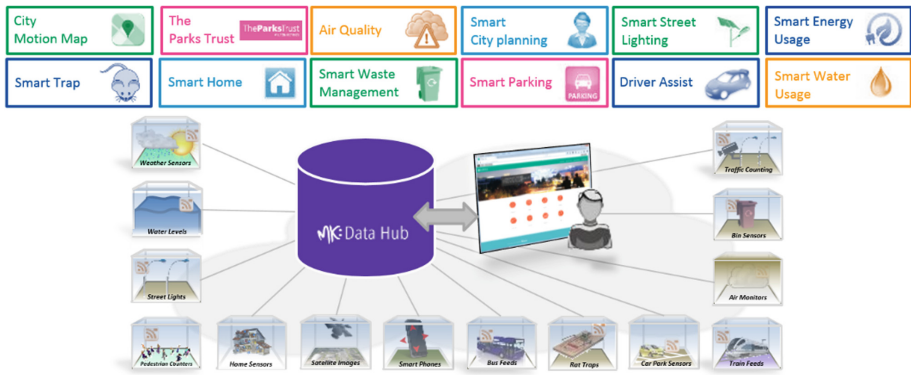 City
Motion Map
The
Parks Trust
TheParksTrust
Air Quality
Smart
City planning
Smart Street
Lighting
Smart Energy
Usage
Smart Trap
Smart Home
Smart Waste
Management
Smart Parking
PARKING
Driver Assist
Smart Water
Usage
Weather Sensors
Traffic Counting
Water Levels
MK: Data Hub
Bin Sensors
Street Lights
Air Monitors
Pedestrian Counters
Home Sensors
Satellite Images
Smart Phones
Bus Feeds
Rat Traps
Car Park Sensors
Train Feeds